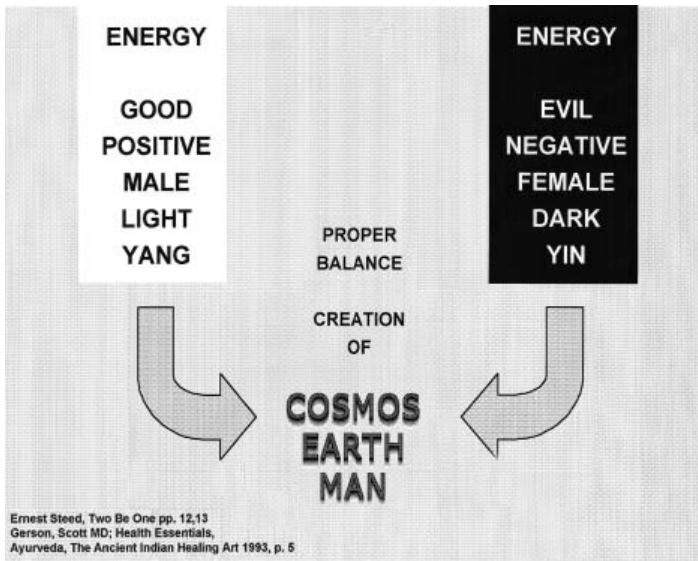 ENERGY
GOOD
POSITIVE
MALE
LIGHT
YANG
ENERGY
EVIL
NEGATIVE
FEMALE
DARK
YIN
PROPER
BALANCE
CREATION
OF
COSMOS
EARTH
MAN
Ernest Steed, Two Be One pp. 12,13
Gerson, Scott MD; Health Essentials,
Ayurveda, The Ancient Indian Healing Art 1993, p. 5